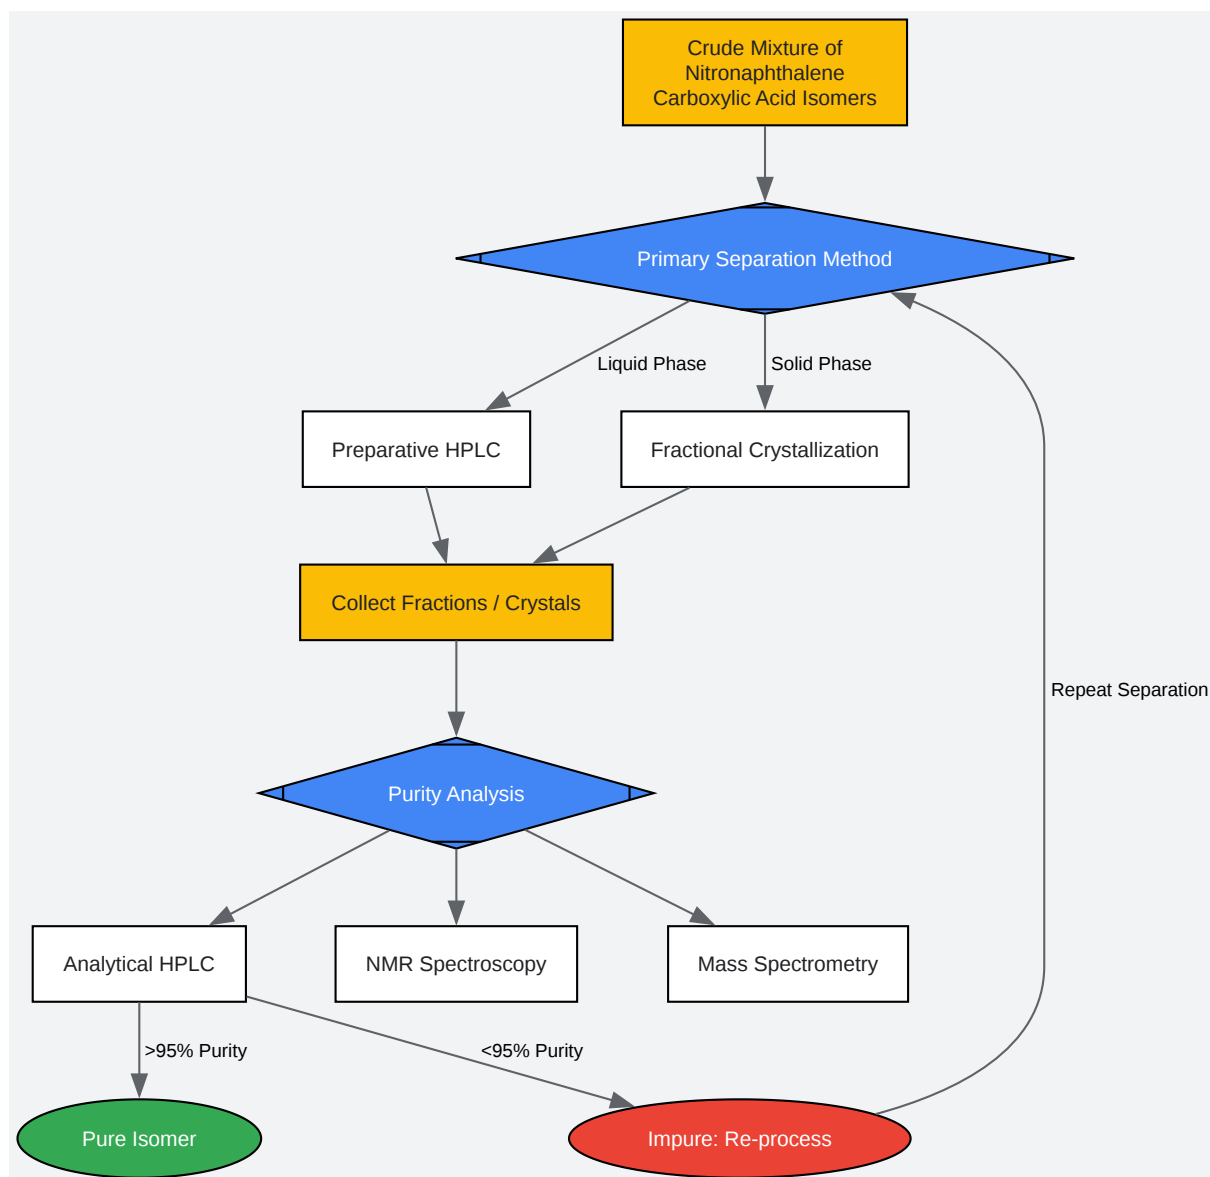 Crude Mixture of
Nitronaphthalene
Carboxylic Acid Isomers
Primary Separation Method
Liquid Phase
Solid Phase
Preparative HPLC
Fractional Crystallization
Collect Fractions / Crystals
Repeat Separation
Purity Analysis
Analytical HPLC
NMR Spectroscopy
Mass Spectrometry
>95% Purity
<95% Purity
Pure Isomer
Impure: Re-process